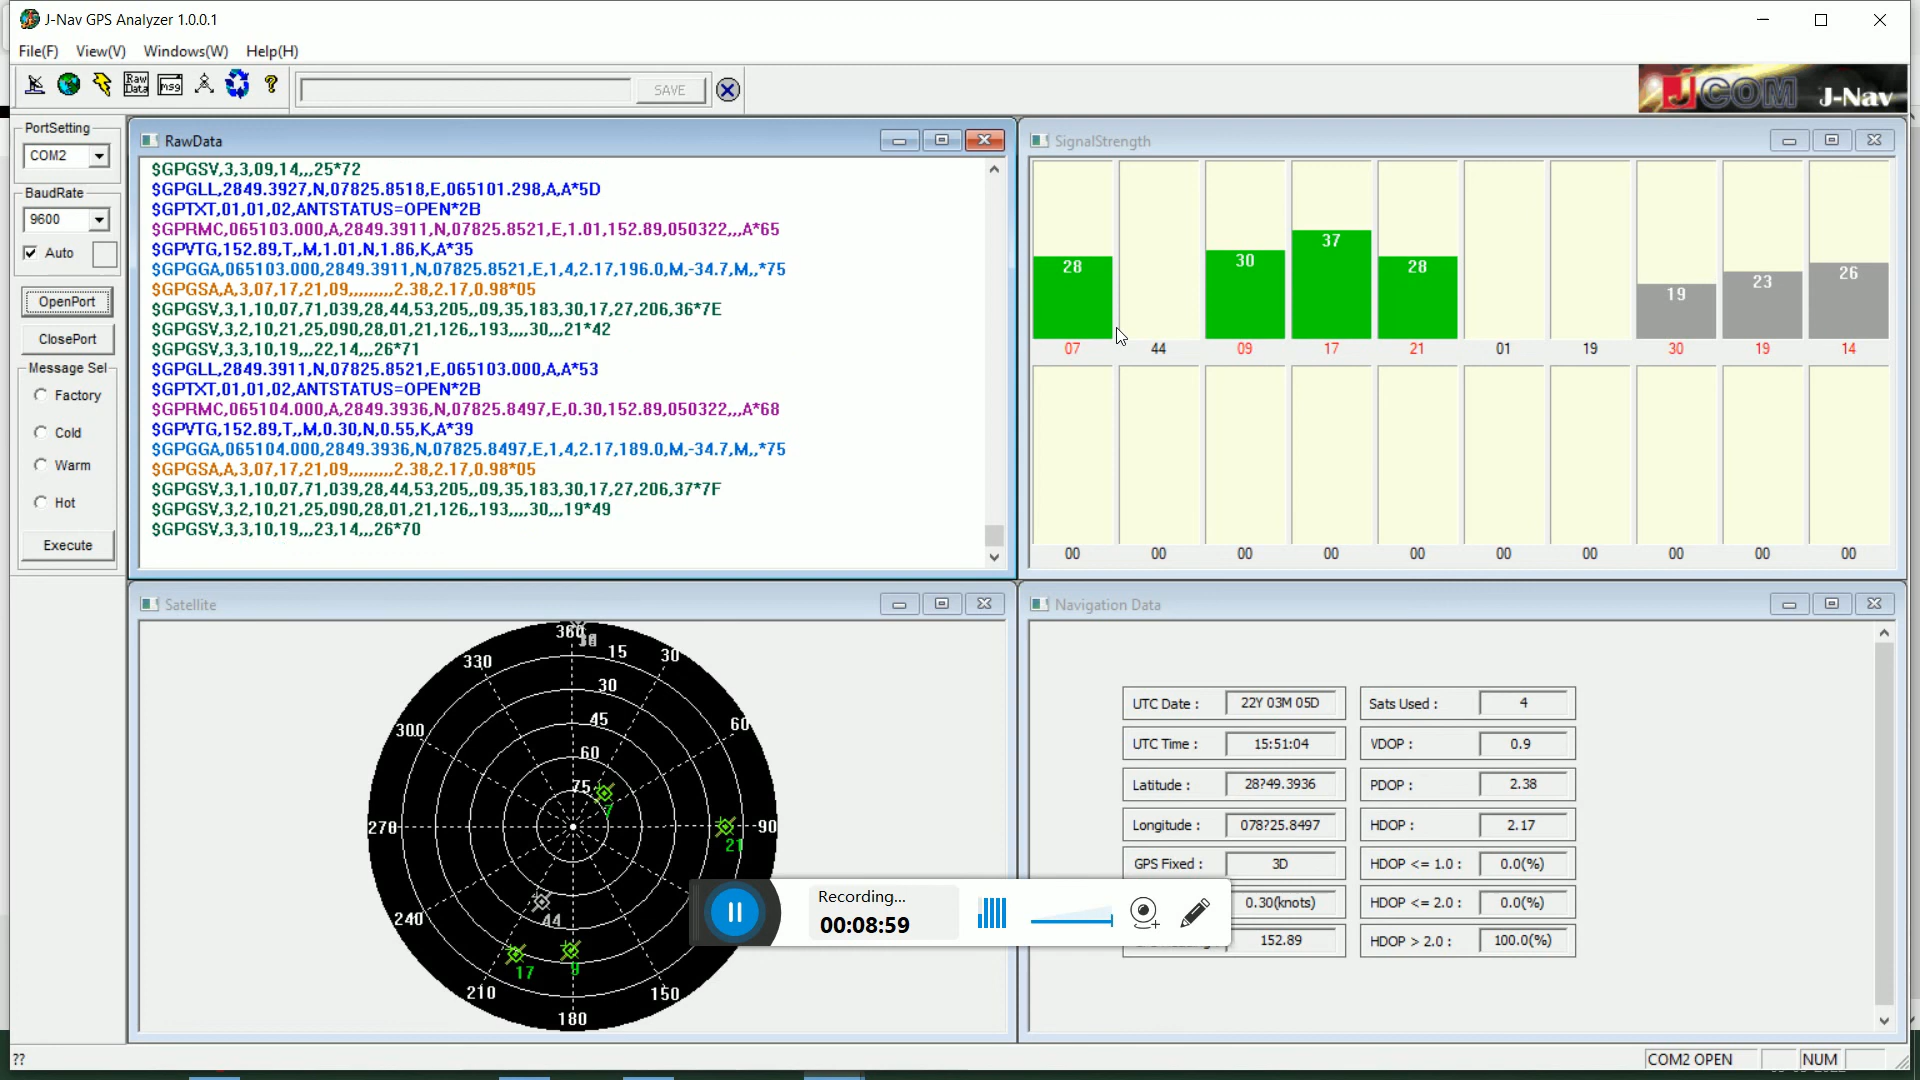 J-Nav GPS Analyzer 1.0.0.1
File(F) View(V) Windows(W) Help(H)
Raw Data
msg
?
SAVE
JCOM J-Nav
PortSetting
COM2
BaudRate
9600
Auto
OpenPort
ClosePort
Message Sel
Factory
Cold
Warm
Hot
Execute
RawData
$GPGSV,3,3,09,14,,,25*72
$GPGLL,2849.3927,N,07825.8518,E,065101.298,A,A*5D
$GPTXT,01,01,02,ANTSTATUS=OPEN*2B
$GPRMC,065103.000,A,2849.3911,N,07825.8521,E,1.01,152.89,050322,,,A*65
$GPVTG,152.89,T,,M,1.01,N,1.86,K,A*35
$GPGGA,065103.000,2849.3911,N,07825.8521,E,1,4,2.17,196.0,M,-34.7,M,,*75
$GPGSA,A,3,07,17,21,09,,,,,,,,,2.38,2.17,0.98*05
$GPGSV,3,1,10,07,71,039,28,44,53,205,,09,35,183,30,17,27,206,36*7E
$GPGSV,3,2,10,21,25,090,28,01,21,126,,193,,,,30,,,21*42
$GPGSV,3,3,10,19,,,22,14,,,26*71
$GPGLL,2849.3911,N,07825.8521,E,065103.000,A,A*53
$GPTXT,01,01,02,ANTSTATUS=OPEN*2B
$GPRMC,065104.000,A,2849.3936,N,07825.8497,E,0.30,152.89,050322,,,A*68
$GPVTG,152.89,T,,M,0.30,N,0.55,K,A*39
$GPGGA,065104.000,2849.3936,N,07825.8497,E,1,4,2.17,189.0,M,-34.7,M,,*75
$GPGSA,A,3,07,17,21,09,,,,,,,,,2.38,2.17,0.98*05
$GPGSV,3,1,10,07,71,039,28,44,53,205,,09,35,183,30,17,27,206,37*7F
$GPGSV,3,2,10,21,25,090,28,01,21,126,,193,,,,30,,,19*49
$GPGSV,3,3,10,19,,,23,14,,,26*70
SignalStrength
28 30 37 28 19 23 26
07 44 09 17 21 01 19 30 19 14
00 00 00 00 00 00 00 00 00 00
Satellite
360
15 30
330
30
45
60
300
60
75
7
270 90
21
44
240
17 9
210 150
180
Recording...
00:08:59
Navigation Data
UTC Date : 22Y 03M 05D Sats Used : 4
UTC Time : 15:51:04 VDOP : 0.9
Latitude : 28?49.3936 PDOP : 2.38
Longitude : 078?25.8497 HDOP : 2.17
GPS Fixed : 3D HDOP <= 1.0 : 0.0(%)
0.30(knots) HDOP <= 2.0 : 0.0(%)
152.89 HDOP > 2.0 : 100.0(%)
?? COM2 OPEN NUM